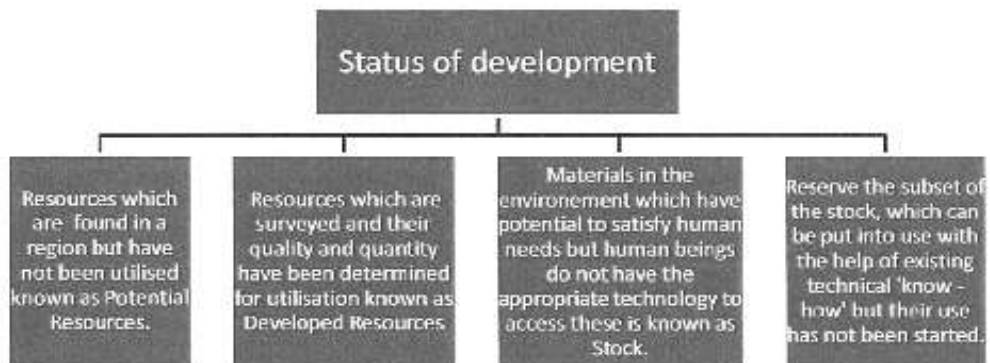 Status of development
Resources which
are found in a
region but have
not been utilised
known as Potential
Resources.
Resources which are
surveyed and their
quality and quantity
have been determined
for utilisation known as
Developed Resources
Materials in the
environement which have
potential to satisfy human
needs but human beings
do not have the
appropriate technology to
access these is known as
Stock.
Reserve the subset of
the stock, which can
be put into use with
the help of existing
technical 'know -
how' but their use
has not been started.